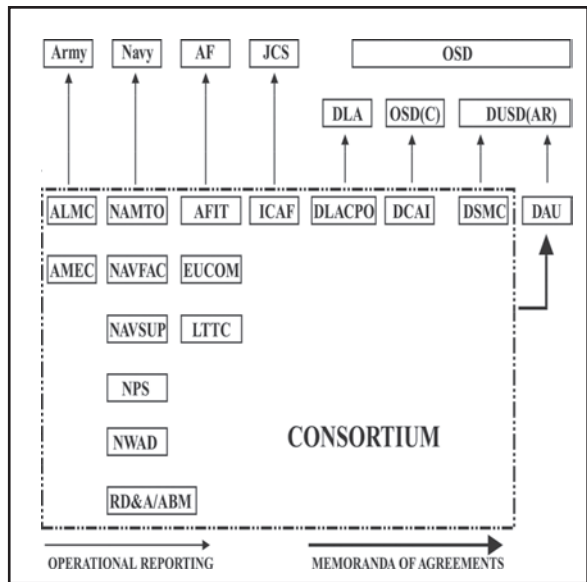 Army Navy AF JCS OSD
DLA OSD(C) DUSD(AR)
ALMC NAMTO AFIT ICAF DLACPO DCAI DSMC DAU
AMEC NAVFAC EUCOM
NAVSUP LTTC
NPS
NWAD CONSORTIUM
RD&A/ABM
OPERATIONAL REPORTING MEMORANDA OF AGREEMENTS